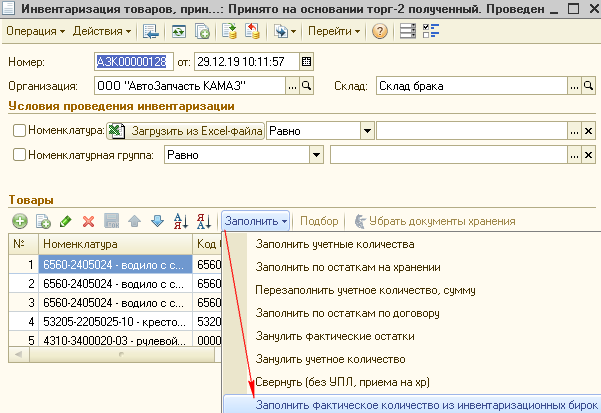 Инвентаризация товаров, прин...: Принято на основании торг-2 полученный. Проведен
Операция Действия Перейти
Номер: АЗК00000128 от: 29.12.19 10:11:57
Организация: ООО "АвтоЗапчасть КАМАЗ" ... Склад: Склад брака ...
Условия проведения инвентаризации
Номенклатура: Загрузить из Excel-файла Равно ...
Номенклатурная группа: Равно ...
Товары
Заполнить Подбор Убрать документы хранения
№ Номенклатура Код
1 6560-2405024 - водило с с... 6560
2 6560-2405024 - водило с с... 6560
3 6560-2405024 - водило с с... 6560
4 53205-2205025-10 - кресто... 5320
5 4310-3400020-03 - рулевой... 0000
Заполнить учетные количества
Заполнить по остаткам на хранении
Перезаполнить учетное количество, сумму
Заполнить по остаткам по договору
Занулить фактические остатки
Занулить учетное количество
Свернуть (без УПЛ, приема на хр)
Заполнить Фактическое количество из инвентаризационных бирок